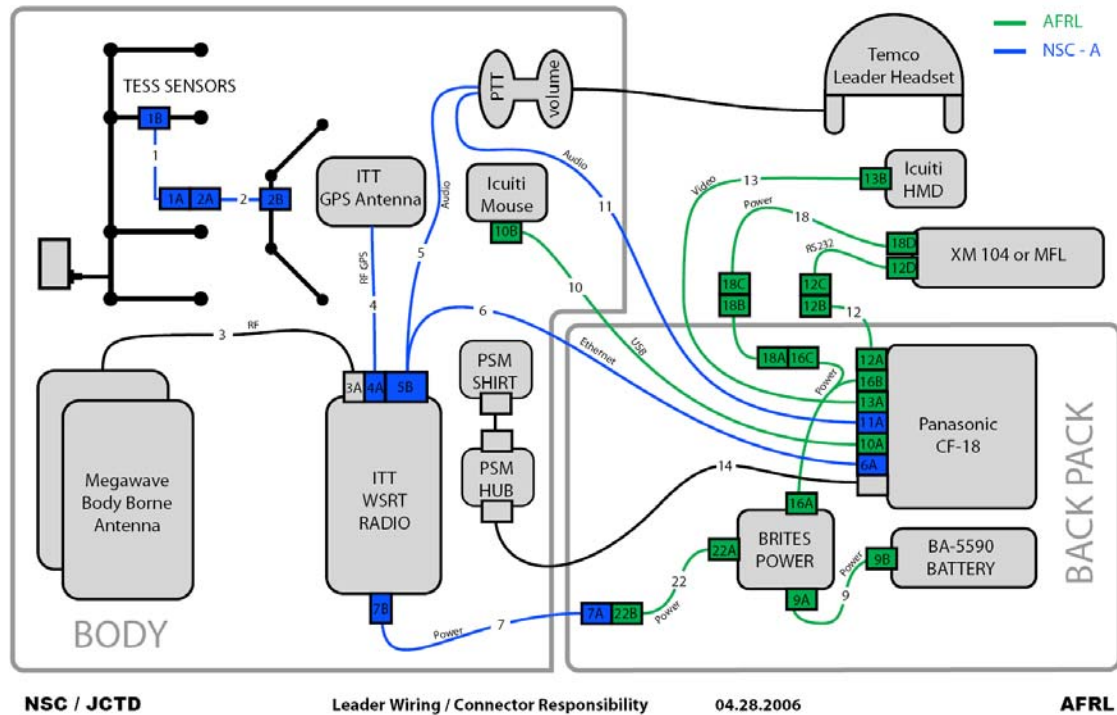 AFRL
NSC - A
TESS SENSORS
1B
1
1A
2A
2
2B
PTT
volume
Temco
Leader Headset
ITT
GPS Antenna
Icuiti
Mouse
10B
Audio
5
Audio
11
Video
13
13B
Icuiti
HMD
Power
18
18D
12D
XM 104 or MFL
RS232
18C
18B
12C
12B
12
RF GPS
4
10
USB
6
Ethernet
3
RF
3A
4A
5B
PSM
SHIRT
PSM
HUB
18A
16C
Power
12A
16B
13A
11A
10A
6A
Panasonic
CF-18
14
Megawave
Body Borne
Antenna
ITT
WSRT
RADIO
16A
BRITES
POWER
22A
22
Power
9A
9
Power
9B
BA-5590
BATTERY
7B
Power
7
7A
22B
BODY
BACK PACK
NSC / JCTD
Leader Wiring / Connector Responsibility
04.28.2006
AFRL